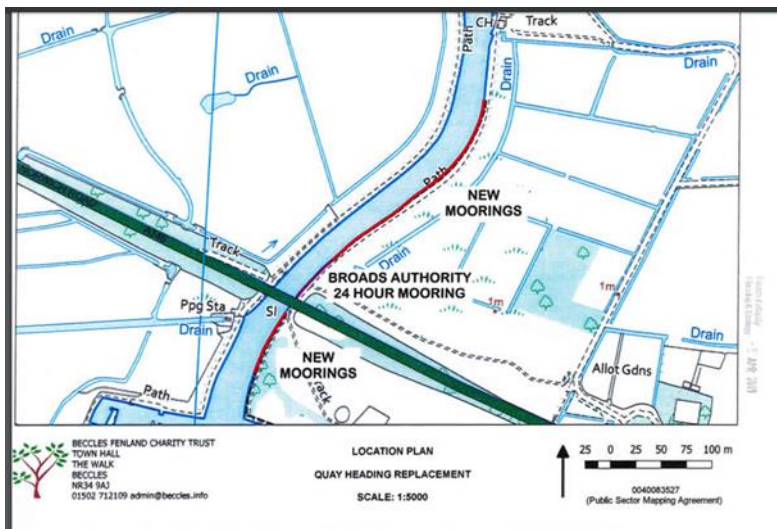 CH
Track
Path
Drain
Drain
Drain
Path
NEW
MOORINGS
A146
Track
Drain
BROADS AUTHORITY
24 HOUR MOORING
1m
1m
Ppg Sta
Sl
Drain
NEW
MOORINGS
Track
Drain
Allot Gdns
Path
BECCLES FENLAND CHARITY TRUST
TOWN HALL
THE WALK
BECCLES
NR34 9AJ
01502 712109 admin@beccles.info
LOCATION PLAN
QUAY HEADING REPLACEMENT
SCALE: 1:5000
25 0 25 50 75 100 m
0040083527
(Public Sector Mapping Agreement)